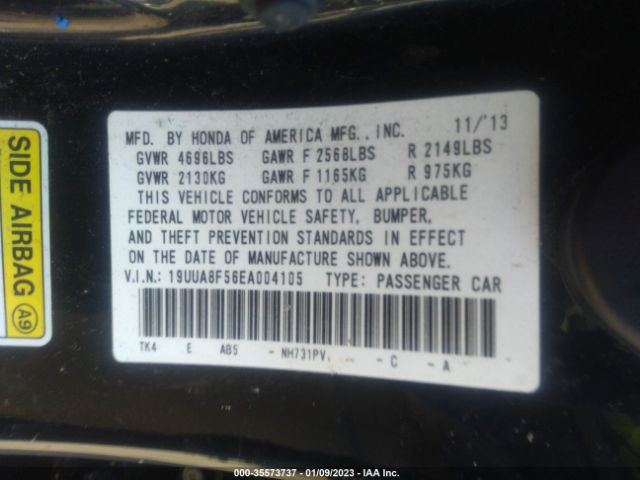 SIDE AIRBAG A9
MFD. BY HONDA OF AMERICA MFG., INC. 11/'13
GVWR 4696LBS GAWR F 2568LBS R 2149LBS
GVWR 2130KG GAWR F 1165KG R 975KG
THIS VEHICLE CONFORMS TO ALL APPLICABLE
FEDERAL MOTOR VEHICLE SAFETY, BUMPER,
AND THEFT PREVENTION STANDARDS IN EFFECT
ON THE DATE OF MANUFACTURE SHOWN ABOVE.
V.I.N.: 19UUA8F56EA004105 TYPE: PASSENGER CAR
TK4 E AB5 - NH731PV - C - A
000-35573737 - 01/09/2023 - IAA Inc.